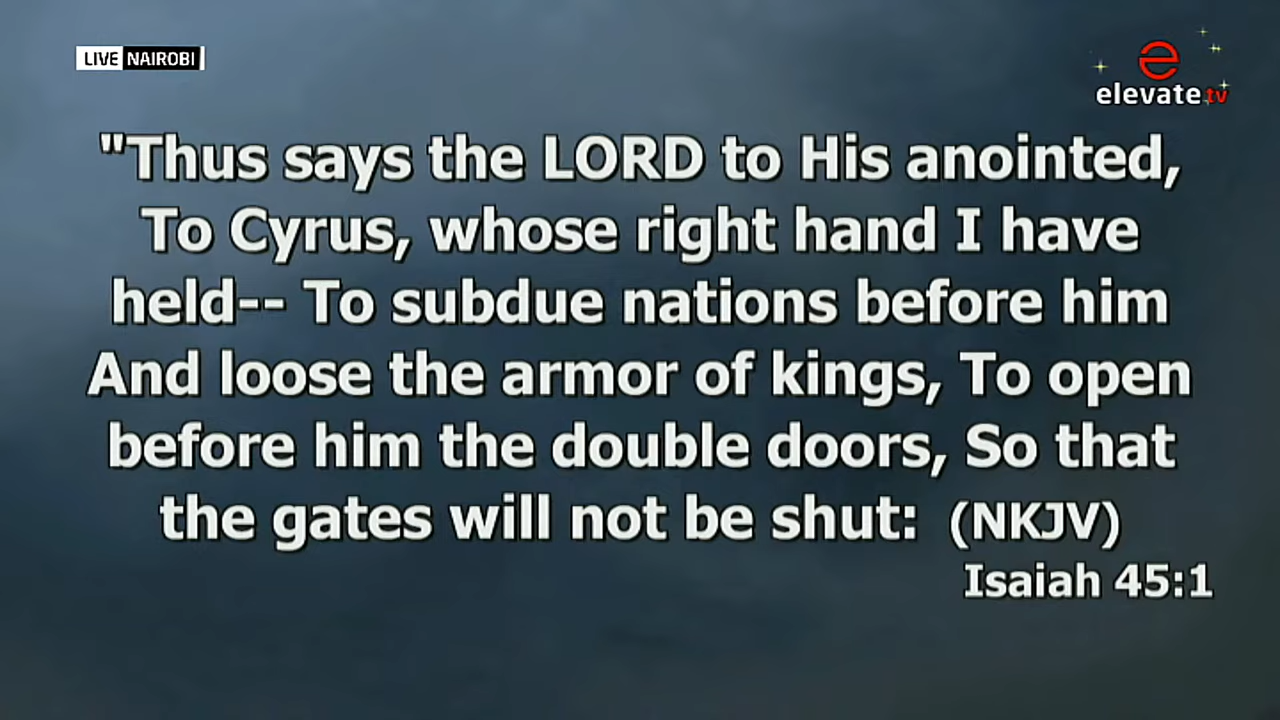 LIVE NAIROBI
e
elevate.tv
"Thus says the LORD to His anointed,
To Cyrus, whose right hand I have
held-- To subdue nations before him
And loose the armor of kings, To open
before him the double doors, So that
the gates will not be shut: (NKJV)
Isaiah 45:1